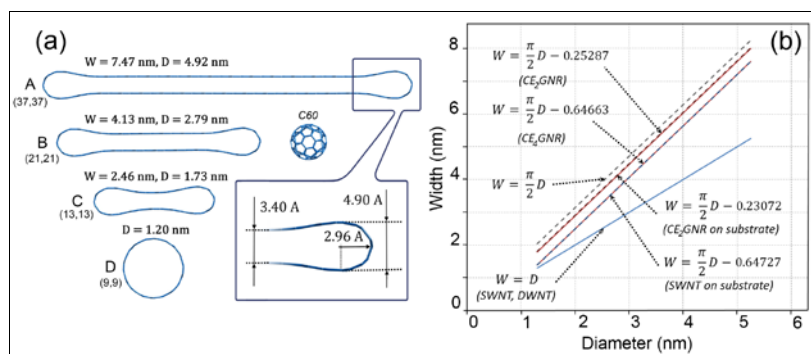 (a)
W = 7.47 nm, D = 4.92 nm
A
(37,37)
W = 4.13 nm, D = 2.79 nm
B
(21,21)
C60
W = 2.46 nm, D = 1.73 nm
C
(13,13)
D = 1.20 nm
D
(9,9)
3.40 A
4.90 A
2.96 A
(b)
Width (nm)
8
6
4
2
0
W = π/2 D − 0.25287
(CE₂GNR)
W = π/2 D − 0.64663
(CE₄GNR)
W = π/2 D
W = π/2 D − 0.23072
(CE₂GNR on substrate)
W = D
(SWNT, DWNT)
W = π/2 D − 0.64727
(SWNT on substrate)
0 1 2 3 4 5 6
Diameter (nm)